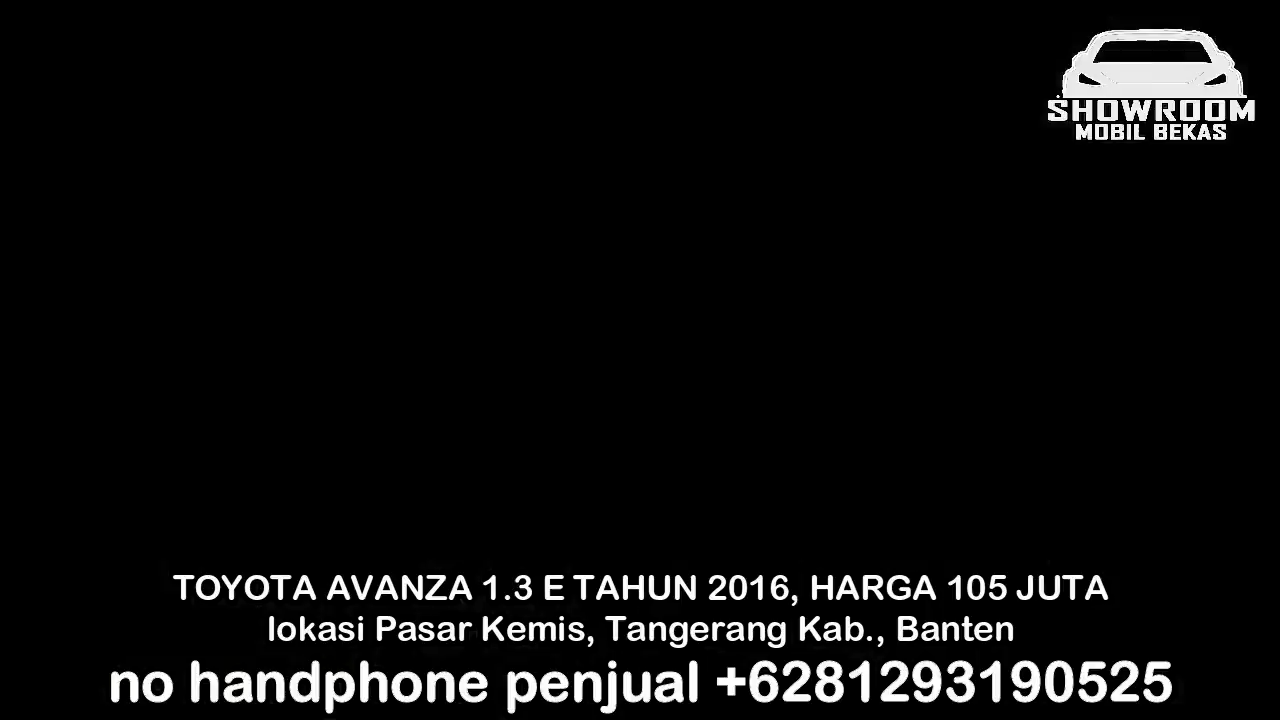 SHOWROOM
MOBIL BEKAS
TOYOTA AVANZA 1.3 E TAHUN 2016, HARGA 105 JUTA
lokasi Pasar Kemis, Tangerang Kab., Banten
no handphone penjual +6281293190525